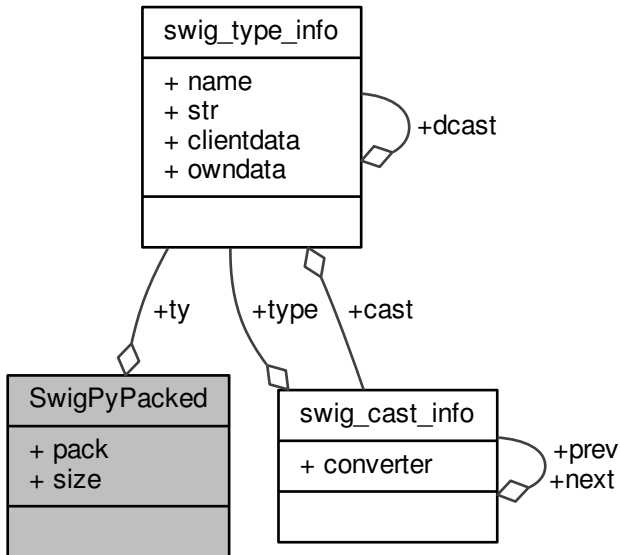 swig_type_info
+ name
+ str
+ clientdata
+ owndata
+dcast
+ty
+type
+cast
SwigPyPacked
+ pack
+ size
swig_cast_info
+ converter
+prev
+next